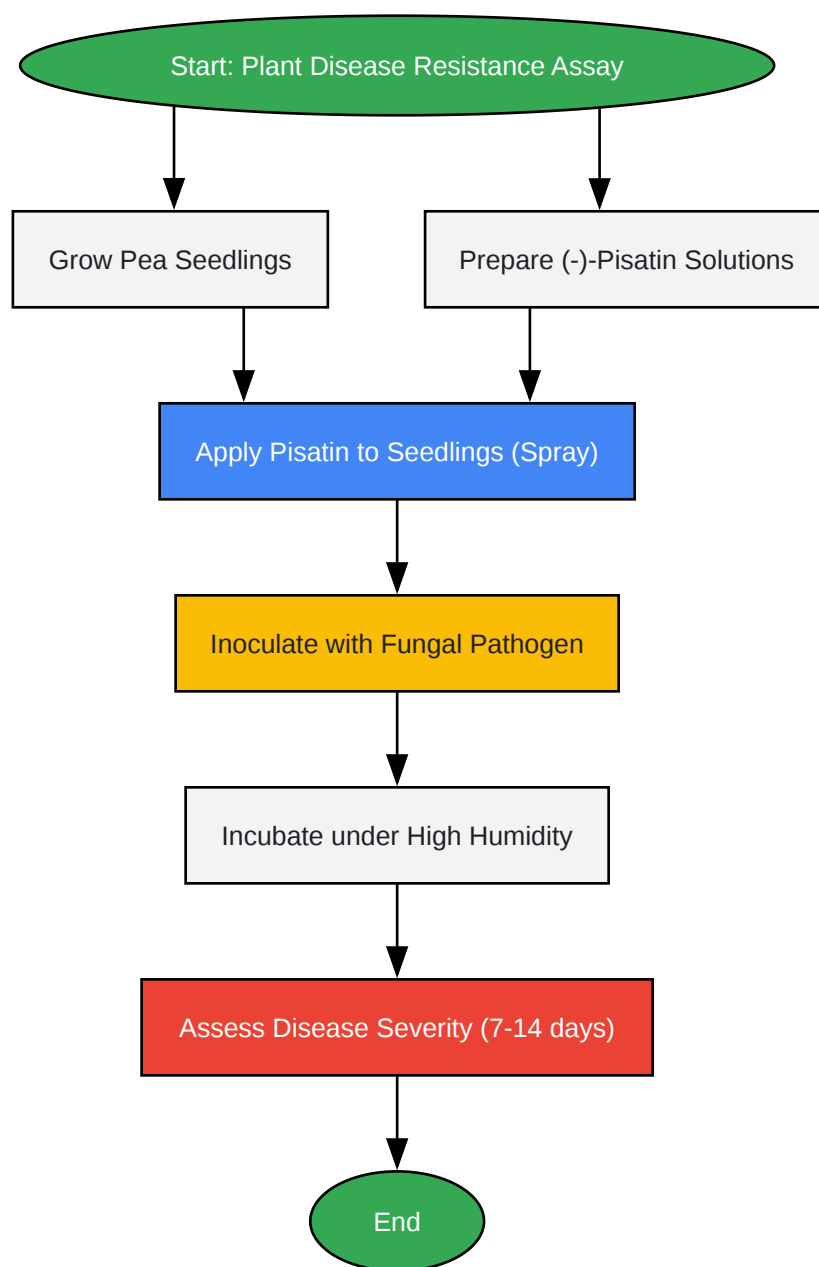 Start: Plant Disease Resistance Assay
Grow Pea Seedlings
Prepare (-)-Pisatin Solutions
Apply Pisatin to Seedlings (Spray)
Inoculate with Fungal Pathogen
Incubate under High Humidity
Assess Disease Severity (7-14 days)
End